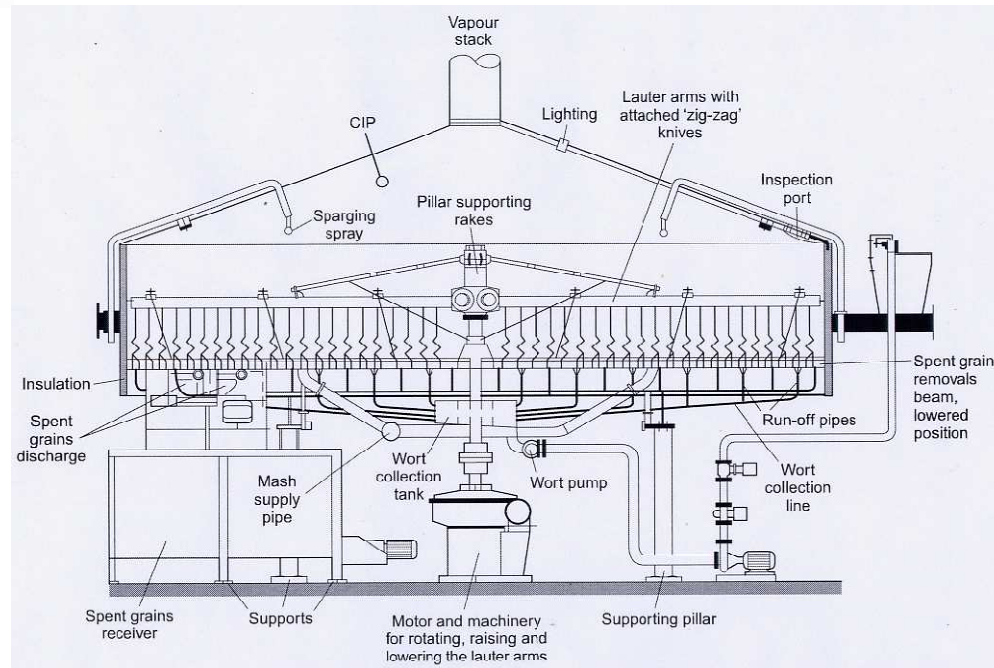 Vapour
stack
Lauter arms with
attached 'zig-zag'
knives
Lighting
CIP
Inspection
port
Pillar supporting
rakes
Sparging
spray
Insulation
Spent
grains
discharge
Spent grain
removals
beam,
lowered
position
Run-off pipes
Mash
supply
pipe
Wort
collection
tank
Wort pump
Wort
collection
line
Spent grains
receiver
Supports
Motor and machinery
for rotating, raising and
lowering the lauter arms
Supporting pillar